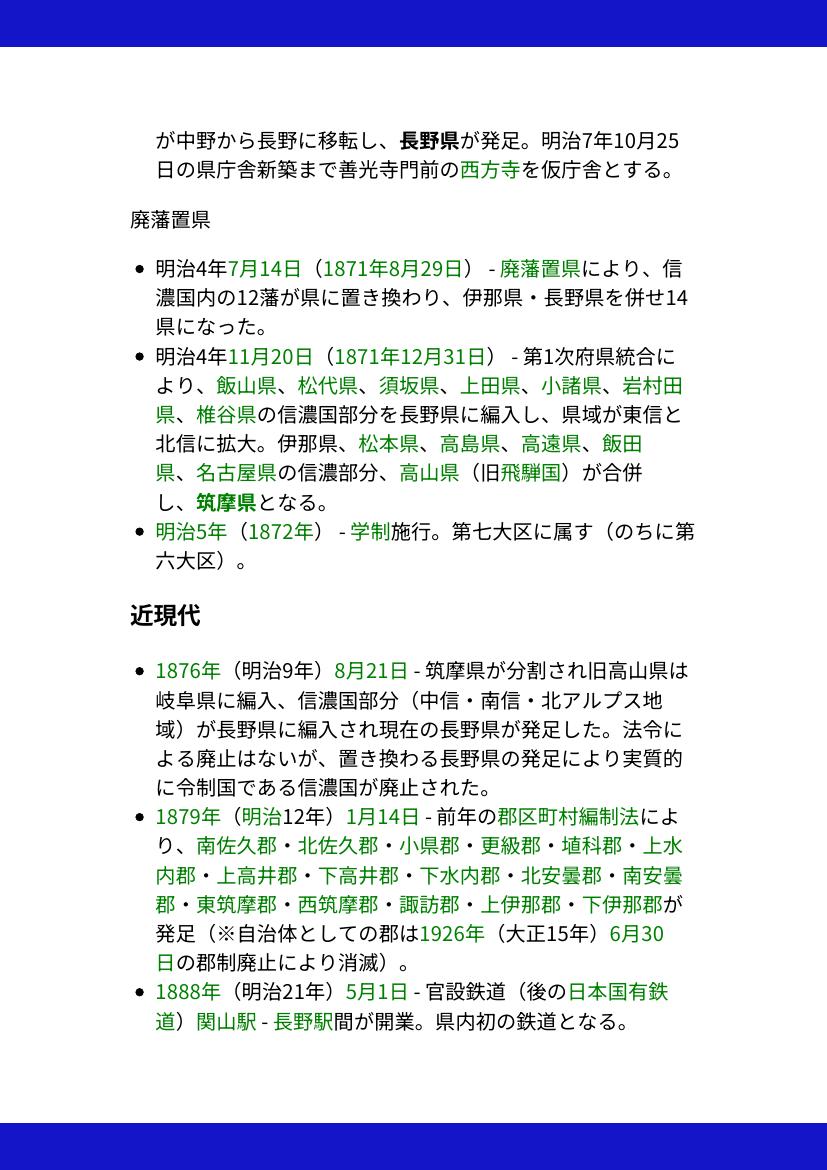 が中野から長野に移転し、長野県が発足。明治7年10月25
日の県庁舎新築まで善光寺門前の西方寺を仮庁舎とする。
廃藩置県
• 明治4年7月14日（1871年8月29日） - 廃藩置県により、信
濃国内の12藩が県に置き換わり、伊那県・長野県を併せ14
県になった。
• 明治4年11月20日（1871年12月31日） - 第1次府県統合に
より、飯山県、松代県、須坂県、上田県、小諸県、岩村田
県、椎谷県の信濃国部分を長野県に編入し、県域が東信と
北信に拡大。伊那県、松本県、高島県、高遠県、飯田
県、名古屋県の信濃部分、高山県（旧飛騨国）が合併
し、筑摩県となる。
• 明治5年（1872年） - 学制施行。第七大区に属す（のちに第
六大区）。
近現代
• 1876年（明治9年）8月21日 - 筑摩県が分割され旧高山県は
岐阜県に編入、信濃国部分（中信・南信・北アルプス地
域）が長野県に編入され現在の長野県が発足した。法令に
よる廃止はないが、置き換わる長野県の発足により実質的
に令制国である信濃国が廃止された。
• 1879年（明治12年）1月14日 - 前年の郡区町村編制法によ
り、南佐久郡・北佐久郡・小県郡・更級郡・埴科郡・上水
内郡・上高井郡・下高井郡・下水内郡・北安曇郡・南安曇
郡・東筑摩郡・西筑摩郡・諏訪郡・上伊那郡・下伊那郡が
発足（※自治体としての郡は1926年（大正15年）6月30
日の郡制廃止により消滅）。
• 1888年（明治21年）5月1日 - 官設鉄道（後の日本国有鉄
道）関山駅 - 長野駅間が開業。県内初の鉄道となる。